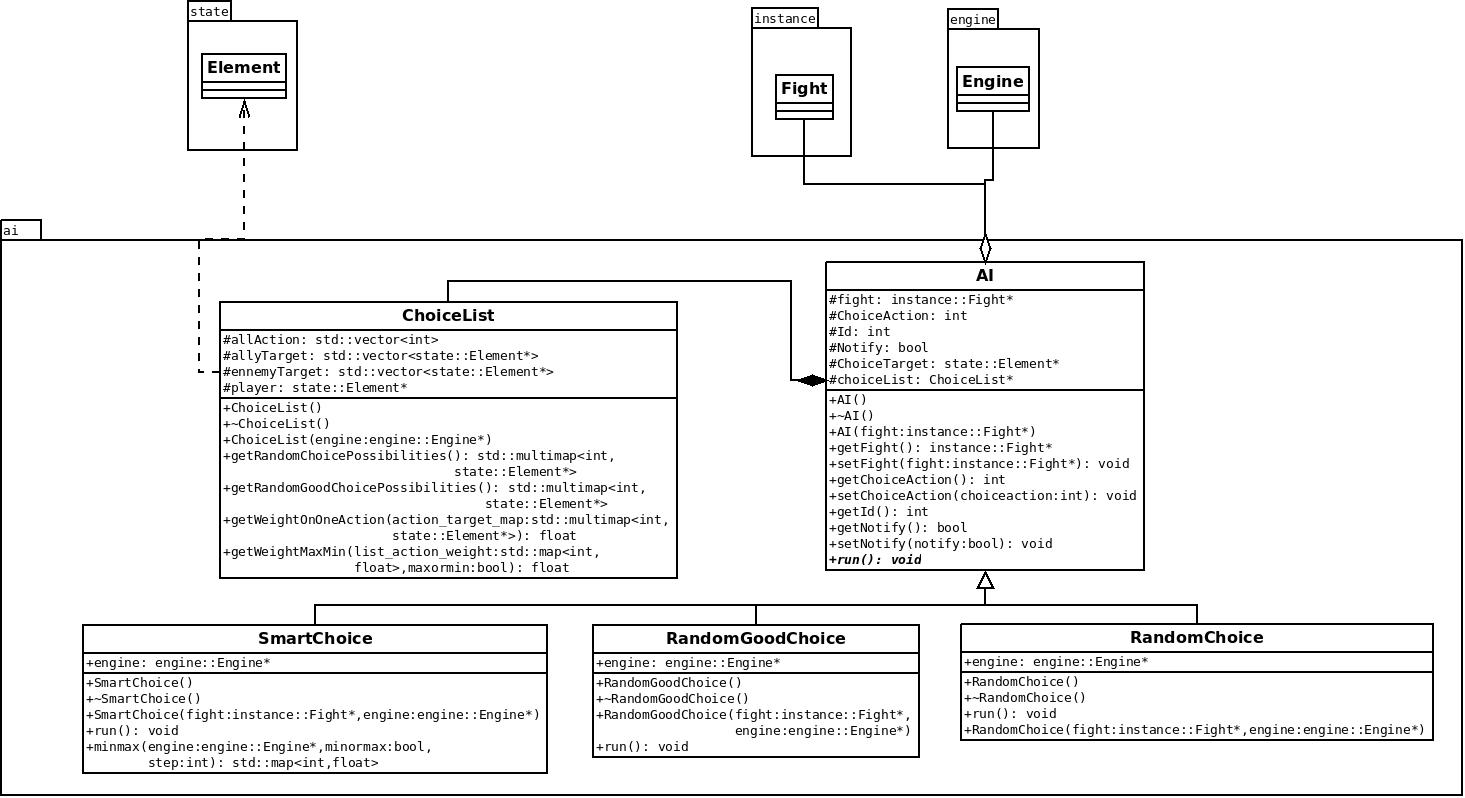 state
Element
instance
Fight
engine
Engine
ai
AI
#fight: instance::Fight*
#ChoiceAction: int
#Id: int
#Notify: bool
#ChoiceTarget: state::Element*
#choiceList: ChoiceList*
+AI()
+~AI()
+AI(fight:instance::Fight*)
+getFight(): instance::Fight*
+setFight(fight:instance::Fight*): void
+getChoiceAction(): int
+setChoiceAction(choiceaction:int): void
+getId(): int
+getNotify(): bool
+setNotify(notify:bool): void
+run(): void
ChoiceList
#allAction: std::vector<int>
#allyTarget: std::vector<state::Element*>
#ennemyTarget: std::vector<state::Element*>
#player: state::Element*
+ChoiceList()
+~ChoiceList()
+ChoiceList(engine:engine::Engine*)
+getRandomChoicePossibilities(): std::multimap<int,
state::Element*>
+getRandomGoodChoicePossibilities(): std::multimap<int,
state::Element*>
+getWeightOnOneAction(action_target_map:std::multimap<int,
state::Element*>): float
+getWeightMaxMin(list_action_weight:std::map<int,
float>,maxormin:bool): float
SmartChoice
+engine: engine::Engine*
+SmartChoice()
+~SmartChoice()
+SmartChoice(fight:instance::Fight*,engine:engine::Engine*)
+run(): void
+minmax(engine:engine::Engine*,minormax:bool,
step:int): std::map<int,float>
RandomGoodChoice
+engine: engine::Engine*
+RandomGoodChoice()
+~RandomGoodChoice()
+RandomGoodChoice(fight:instance::Fight*,
engine:engine::Engine*)
+run(): void
RandomChoice
+engine: engine::Engine*
+RandomChoice()
+~RandomChoice()
+run(): void
+RandomChoice(fight:instance::Fight*,engine:engine::Engine*)